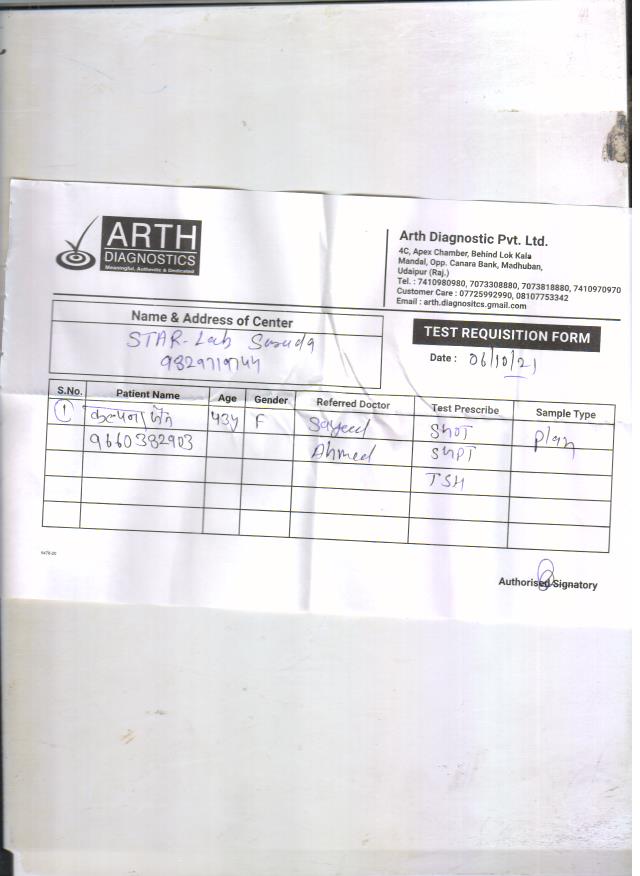 ARTH
DIAGNOSTICS
Meaningful, Authentic & Dedicated
Arth Diagnostic Pvt. Ltd.
4C, Apex Chamber, Behind Lok Kala
Mandal, Opp. Canara Bank, Madhuban,
Udaipur (Raj.)
Tel. : 7410980980, 7073308880, 7073818880, 7410970970
Customer Care : 07725992990, 08107753342
Email : arth.diagnositcs.gmail.com
Name & Address of Center
STAR-Lab
TEST REQUISITION FORM
Date : 06/10/21
S.No. Patient Name Age Gender Referred Doctor Test Prescribe Sample Type
1 43y F Sayeed SHOT
9660382903 Ahmed SHPT
TSH
Authorised Signatory